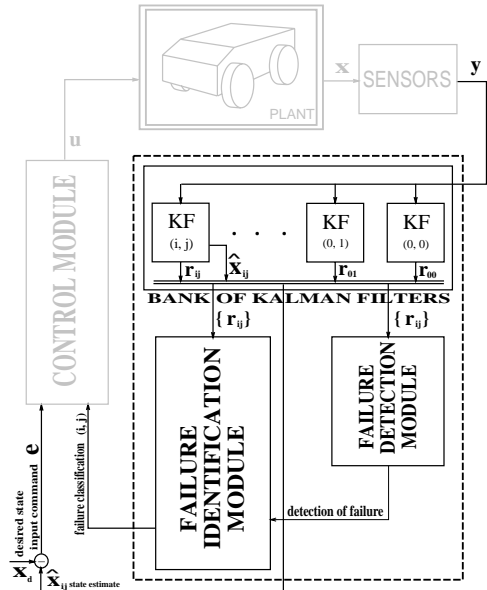 PLANT
x
SENSORS
y
u
CONTROL MODULE
KF
(i, j)
. . .
KF
(0, 1)
KF
(0, 0)
r_ij
x̂_ij
r_01
r_00
BANK OF KALMAN FILTERS
{ r_ij}
{ r_ij}
FAILURE
IDENTIFICATION
MODULE
FAILURE
DETECTION
MODULE
detection of failure
failure classification (i, j)
desired state
input command e
x_d
−
x̂_ij state estimate